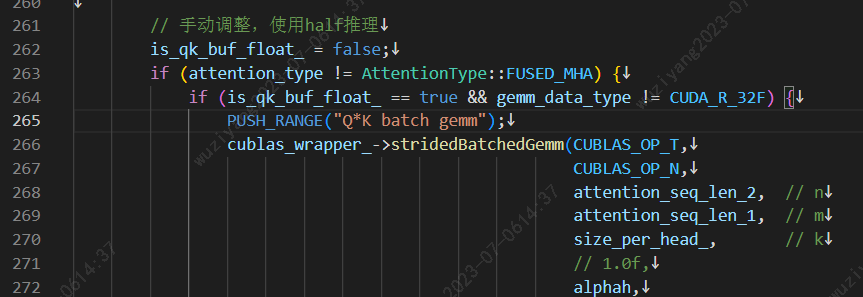 260
261 // 手动调整，使用half推理↓
262 is_qk_buf_float_ = false;↓
263 if (attention_type != AttentionType::FUSED_MHA) {↓
264 if (is_qk_buf_float_ == true && gemm_data_type != CUDA_R_32F) {↓
265 PUSH_RANGE("Q*K batch gemm");↓
266 cublas_wrapper_->stridedBatchedGemm(CUBLAS_OP_T,↓
267 CUBLAS_OP_N,↓
268 attention_seq_len_2, // n↓
269 attention_seq_len_1, // m↓
270 size_per_head_, // k↓
271 // 1.0f,↓
272 alphah,↓